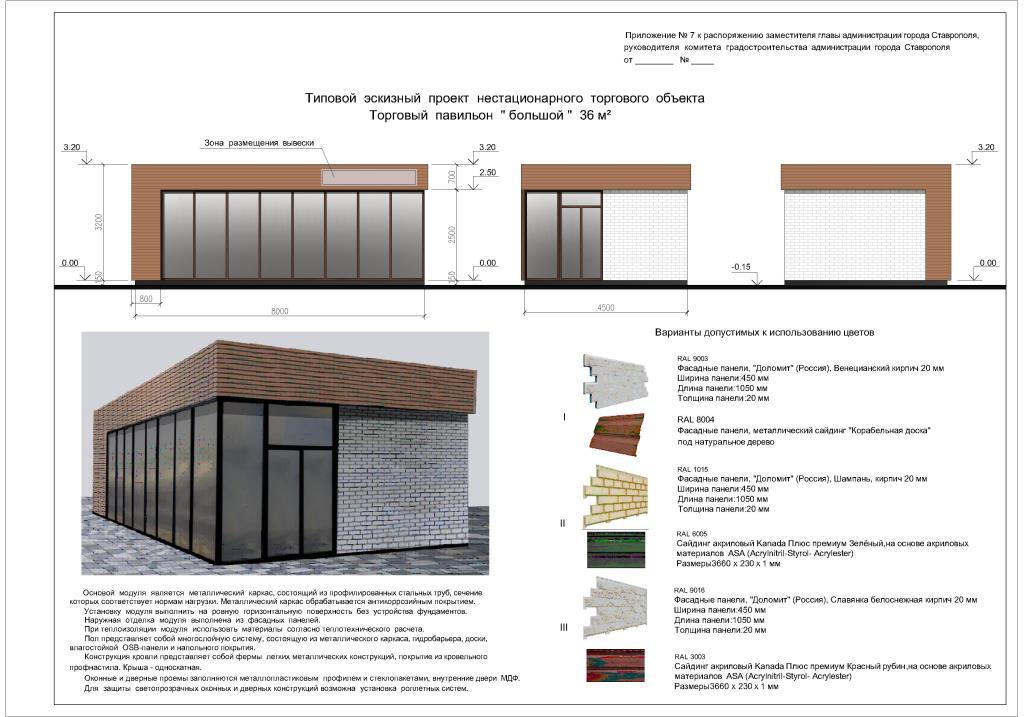 Приложение № 7 к распоряжению заместителя главы администрации города Ставрополя,
руководителя комитета градостроительства администрации города Ставрополя
от ________ № _____
Типовой эскизный проект нестационарного торгового объекта
Торговый павильон " большой " 36 м²
Зона размещения вывески
3.20
3.20
3.20
2.50
700
3200
2500
0.00
0.00
-0.15
0.00
150
150
800
8000
4500
Варианты допустимых к использованию цветов
RAL 9003
Фасадные панели, "Доломит" (Россия), Венецианский кирпич 20 мм
Ширина панели:450 мм
Длина панели:1050 мм
Толщина панели:20 мм
I
RAL 8004
Фасадные панели, металлический сайдинг "Корабельная доска"
под натуральное дерево
RAL 1015
Фасадные панели, "Доломит" (Россия), Шампань, кирпич 20 мм
Ширина панели:450 мм
Длина панели:1050 мм
Толщина панели:20 мм
II
RAL 6005
Сайдинг акриловый Kanada Плюс премиум Зелёный,на основе акриловых
материалов ASA (Acrylnitril-Styrol- Acrylester)
Размеры3660 х 230 х 1 мм
RAL 9016
Фасадные панели, "Доломит" (Россия), Славянка белоснежная кирпич 20 мм
Ширина панели:450 мм
Длина панели:1050 мм
Толщина панели:20 мм
III
RAL 3003
Сайдинг акриловый Kanada Плюс премиум Красный рубин,на основе акриловых
материалов ASA (Acrylnitril-Styrol- Acrylester)
Размеры3660 х 230 х 1 мм
Основой модуля является металлический каркас, состоящий из профилированных стальных труб, сечение
которых соответствует нормам нагрузки. Металлический каркас обрабатывается антикоррозийным покрытием.
Установку модуля выполнить на ровную горизонтальную поверхность без устройства фундаментов.
Наружная отделка модуля выполнена из фасадных панелей.
При теплоизоляции модуля использовть материалы согласно теплотехнического расчета.
Пол представляет собой многослойную систему, состоящую из металлического каркаса, гидробарьера, доски,
влагостойкой OSB-панели и напольного покрытия.
Конструкция кровли представляет собой фермы легких металлических конструкций, покрытие из кровельного
профнастила. Крыша - односкатная.
Оконные и дверные проемы заполняются металлопластиковым профилем и стеклопакетами, внутренние двери МДФ.
Для защиты светопрозрачных оконных и дверных конструкций возможна установка роллетных систем.